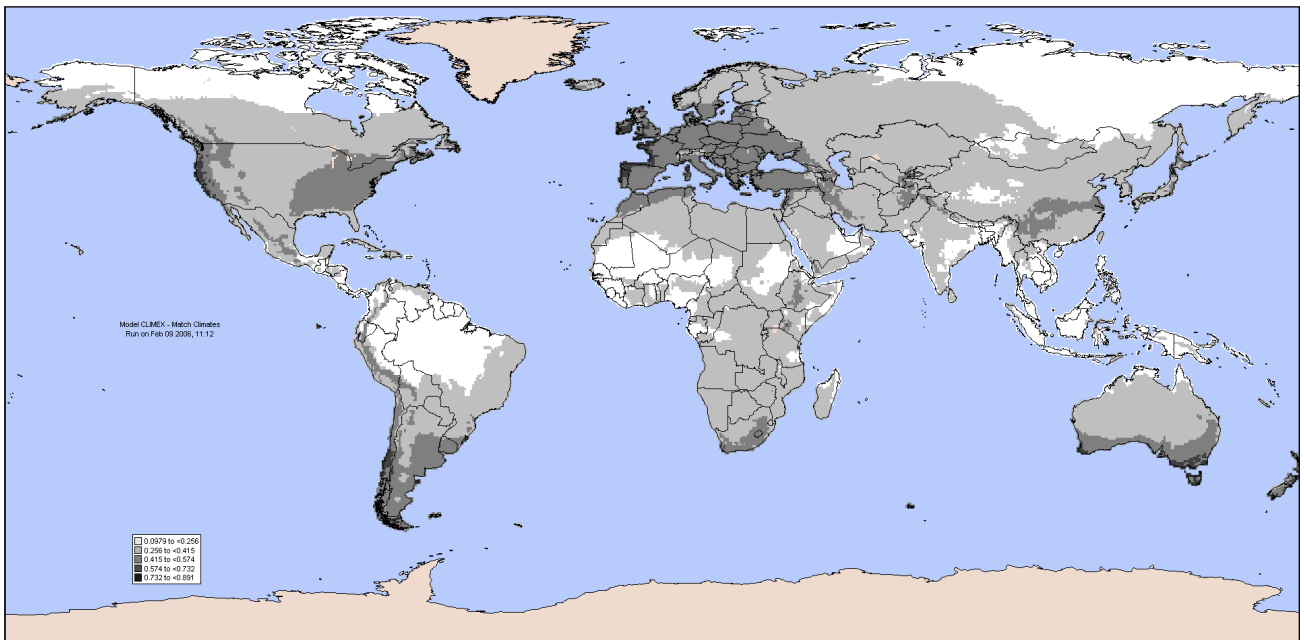 Model CLIMEX - Match Climates
Run on Feb 09 2006, 11:12
0.0979 to <0.256
0.256 to <0.415
0.415 to <0.574
0.574 to <0.732
0.732 to <0.891